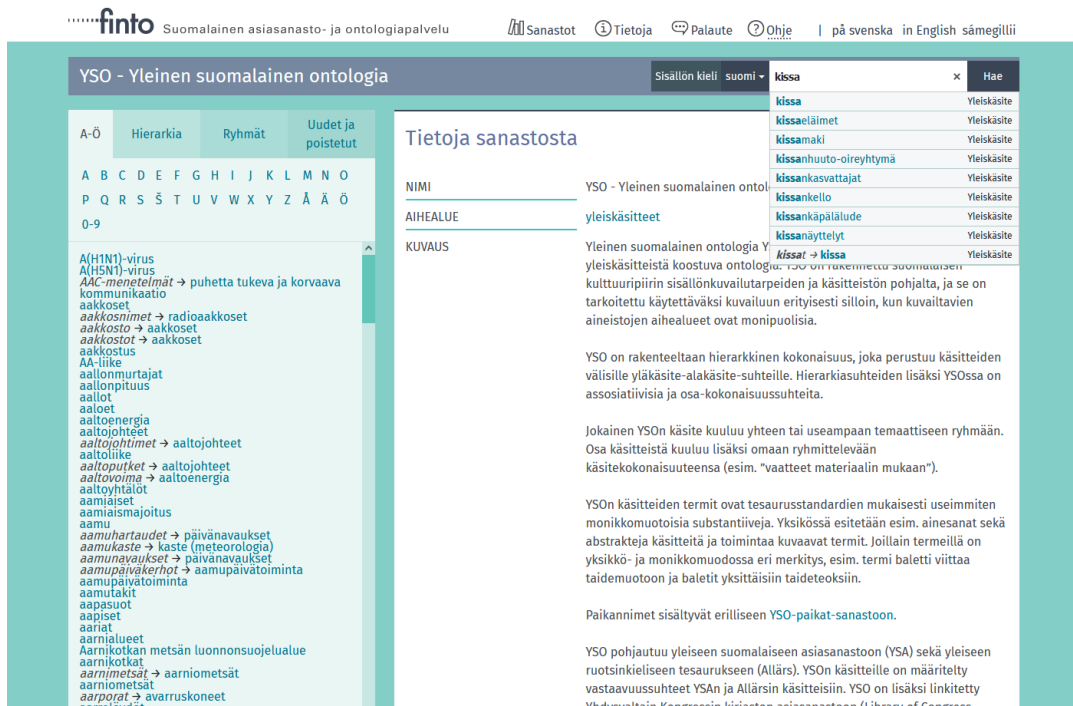 finto Suomalainen asiasanasto- ja ontologiapalvelu
Sanastot Tietoja Palaute Ohje | på svenska in English sámegillii
YSO - Yleinen suomalainen ontologia
Sisällön kieli suomi kissa × Hae
kissa Yleiskäsite
kissaeläimet Yleiskäsite
kissamaki Yleiskäsite
kissanhuuto-oireyhtymä Yleiskäsite
kissankasvattajat Yleiskäsite
kissankello Yleiskäsite
kissankäpälälude Yleiskäsite
kissanäyttelyt Yleiskäsite
kissat → kissa Yleiskäsite
A-Ö Hierarkia Ryhmät Uudet ja
poistetut
A B C D E F G H I J K L M N O
P Q R S Š T U V W X Y Z Å Ä Ö
0-9
A(H1N1)-virus
A(H5N1)-virus
AAC-menetelmät → puhetta tukeva ja korvaava
kommunikaatio
aakkoset
aakkosnimet → radioaakkoset
aakkosto → aakkoset
aakkostot → aakkoset
aakkostus
AA-liike
aallonmurtajat
aallonpituus
aallot
aaloet
aaltoenergia
aaltojohteet
aaltojohtimet → aaltojohteet
aaltoliike
aaltoputket → aaltojohteet
aaltovoima → aaltoenergia
aaltoyhtälöt
aamiaiset
aamiaismajoitus
aamu
aamuhartaudet → päivänavaukset
aamukaste → kaste (meteorologia)
aamunavaukset → päivänavaukset
aamupäiväkerhot → aamupäivätoiminta
aamupäivätoiminta
aamutakit
aapasuot
aapiset
aariat
aarnialueet
Aarnikotkan metsän luonnonsuojelualue
aarnikotkat
aarnimetsät → aarniometsät
aarniometsät
aarporat → avarruskoneet
Tietoja sanastosta
NIMI YSO - Yleinen suomalainen
AIHEALUE yleiskäsitteet
KUVAUS Yleinen suomalainen ontologia
yleiskäsitteistä koostuva ontologia. YSO on rakennettu suomalaisen
kulttuuripiirin sisällönkuvailutarpeiden ja käsitteistön pohjalta, ja se on
tarkoitettu käytettäväksi kuvailuun erityisesti silloin, kun kuvailtavien
aineistojen aihealueet ovat monipuolisia.
YSO on rakenteeltaan hierarkkinen kokonaisuus, joka perustuu käsitteiden
välisille yläkäsite-alakäsite-suhteille. Hierarkiasuhteiden lisäksi YSOssa on
assosiatiivisia ja osa-kokonaisuussuhteita.
Jokainen YSOn käsite kuuluu yhteen tai useampaan temaattiseen ryhmään.
Osa käsitteistä kuuluu lisäksi omaan ryhmittelevään
käsitekokonaisuuteensa (esim. "vaatteet materiaalin mukaan").
YSOn käsitteiden termit ovat tesaurusstandardien mukaisesti useimmiten
monikkomuotoisia substantiiveja. Yksikössä esitetään esim. ainesanat sekä
abstrakteja käsitteitä ja toimintaa kuvaavat termit. Joillain termeillä on
yksikkö- ja monikkomuodossa eri merkitys, esim. termi baletti viittaa
taidemuotoon ja baletit yksittäisiin taideteoksiin.
Paikannimet sisältyvät erilliseen YSO-paikat-sanastoon.
YSO pohjautuu yleiseen suomalaiseen asiasanastoon (YSA) sekä yleiseen
ruotsinkieliseen tesaurukseen (Allärs). YSOn käsitteille on määritelty
vastaavuussuhteet YSAn ja Allärsin käsitteisiin. YSO on lisäksi linkitetty